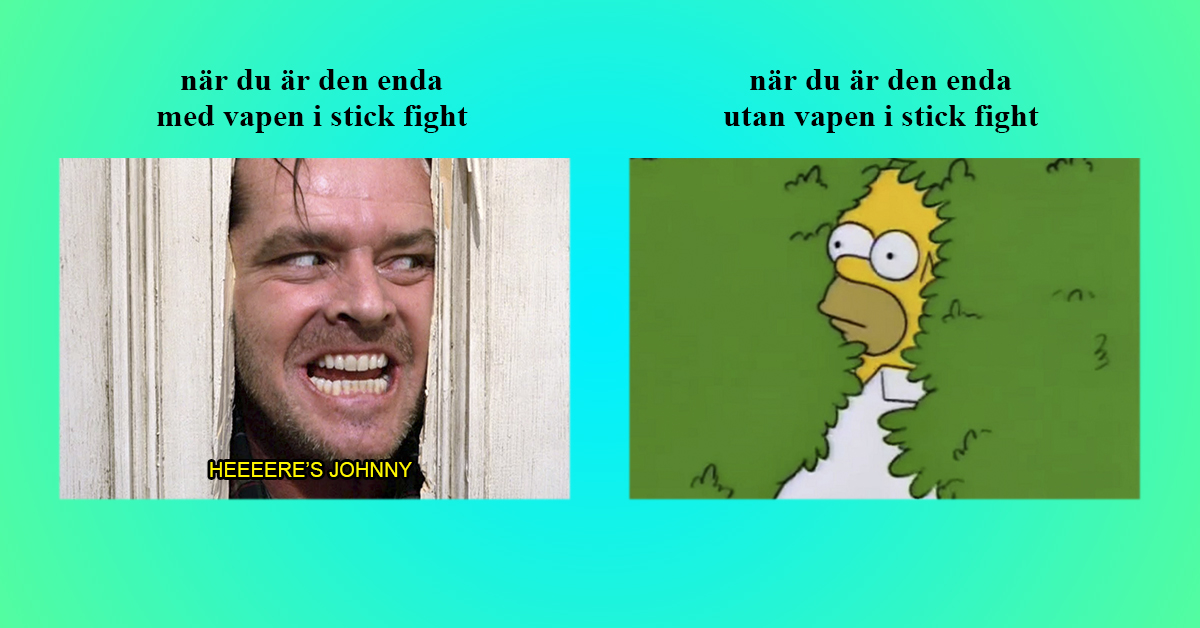 när du är den enda
med vapen i stick fight
HEEEERE'S JOHNNY
när du är den enda
utan vapen i stick fight